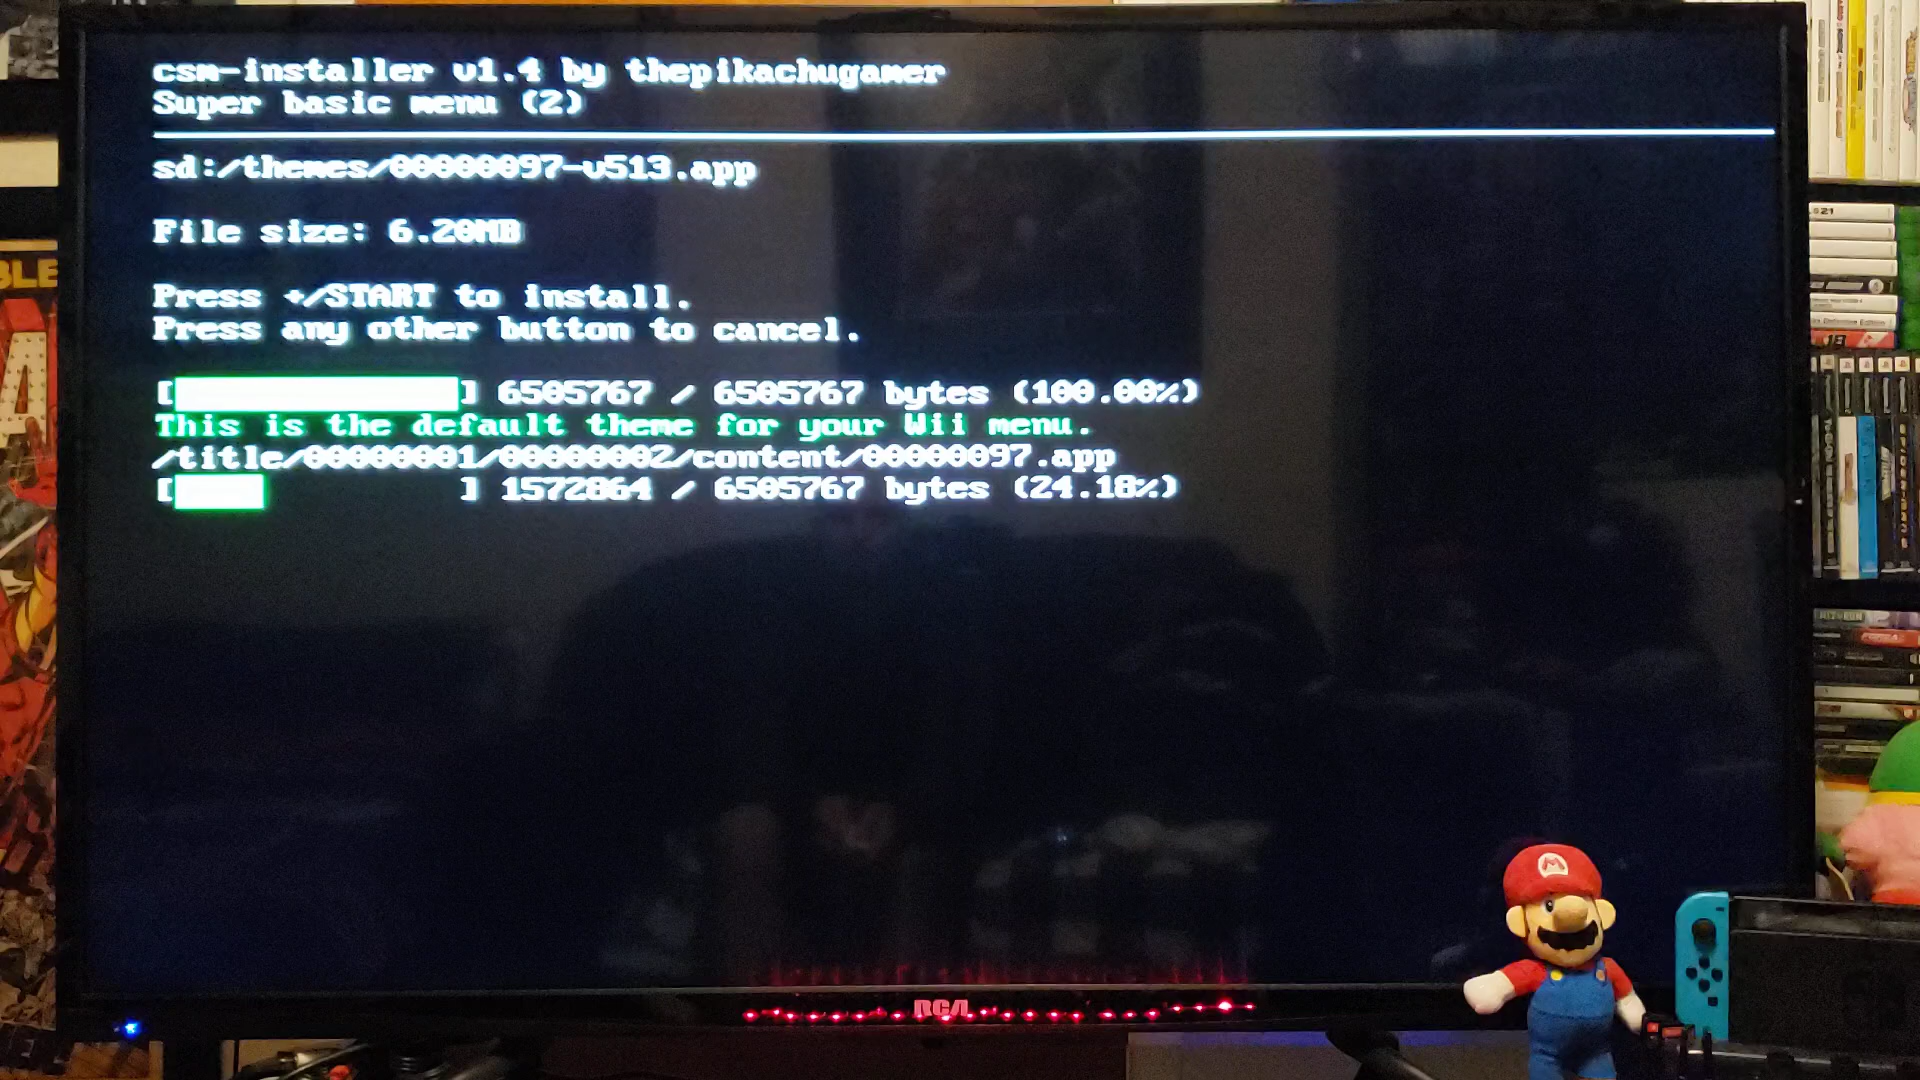 csm-installer v1.4 by thepikachugamer
Super basic menu (2)
sd:/themes/00000097-v513.app
File size: 6.20MB
Press +/START to install.
Press any other button to cancel.
[ ] 6505767 / 6505767 bytes (100.00%)
This is the default theme for your Wii menu.
/title/00000001/00000002/content/00000097.app
[ ] 1572864 / 6505767 bytes (24.18%)
RCA
M